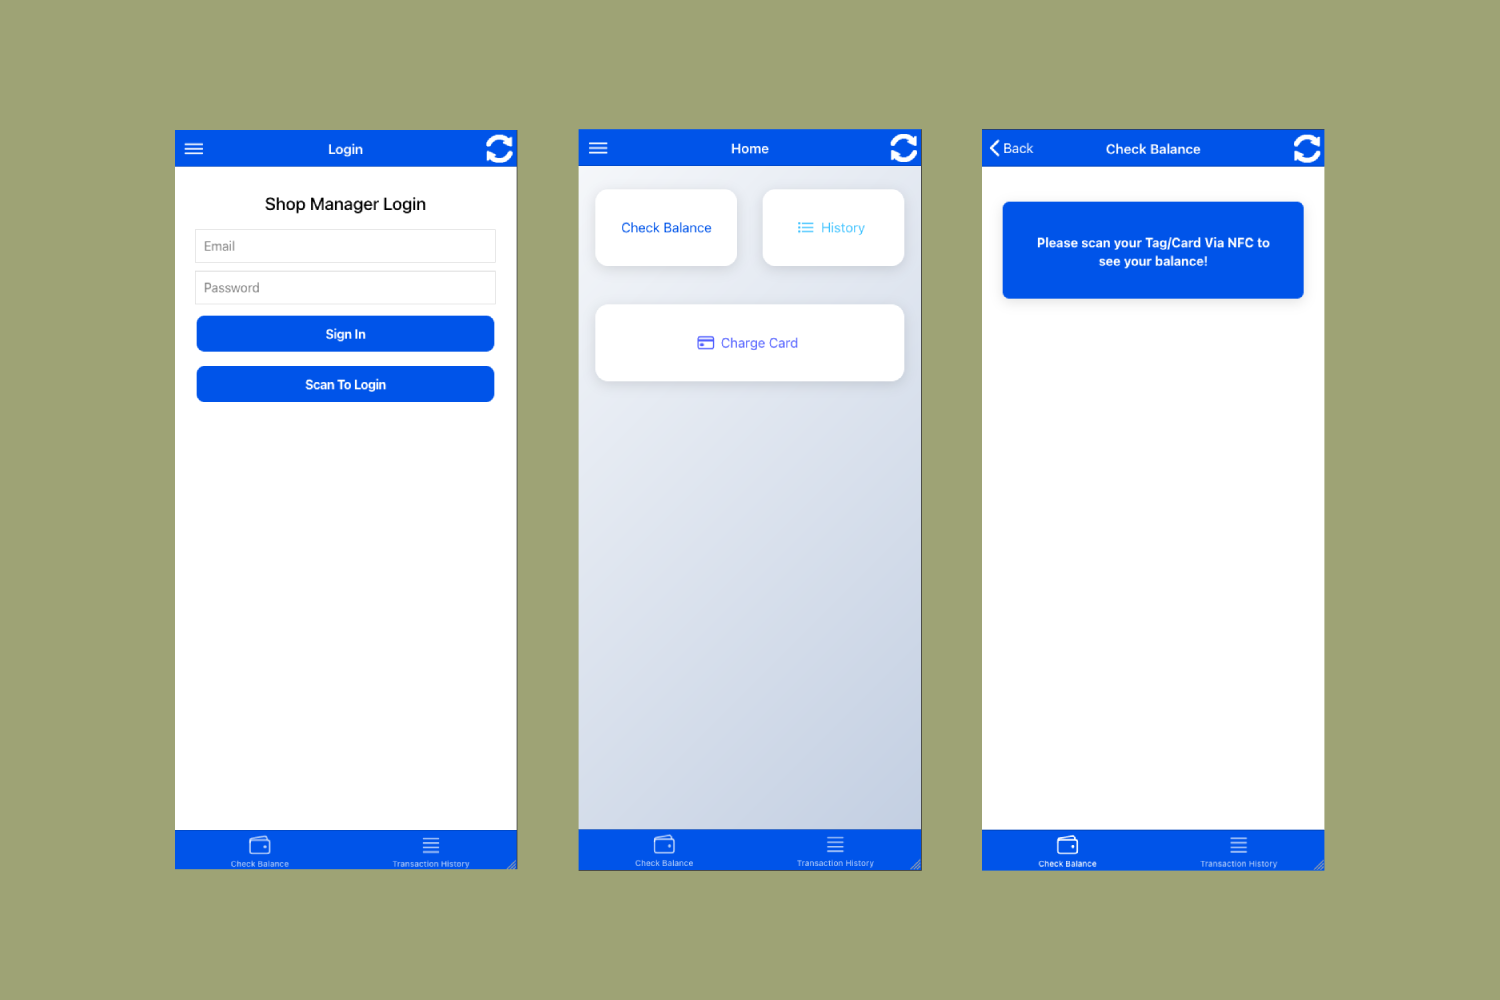 Login
Shop Manager Login
Email
Password
Sign In
Scan To Login
Check Balance
Transaction History
Home
Check Balance
History
Charge Card
Check Balance
Transaction History
Back
Check Balance
Please scan your Tag/Card Via NFC to
see your balance!
Check Balance
Transaction History